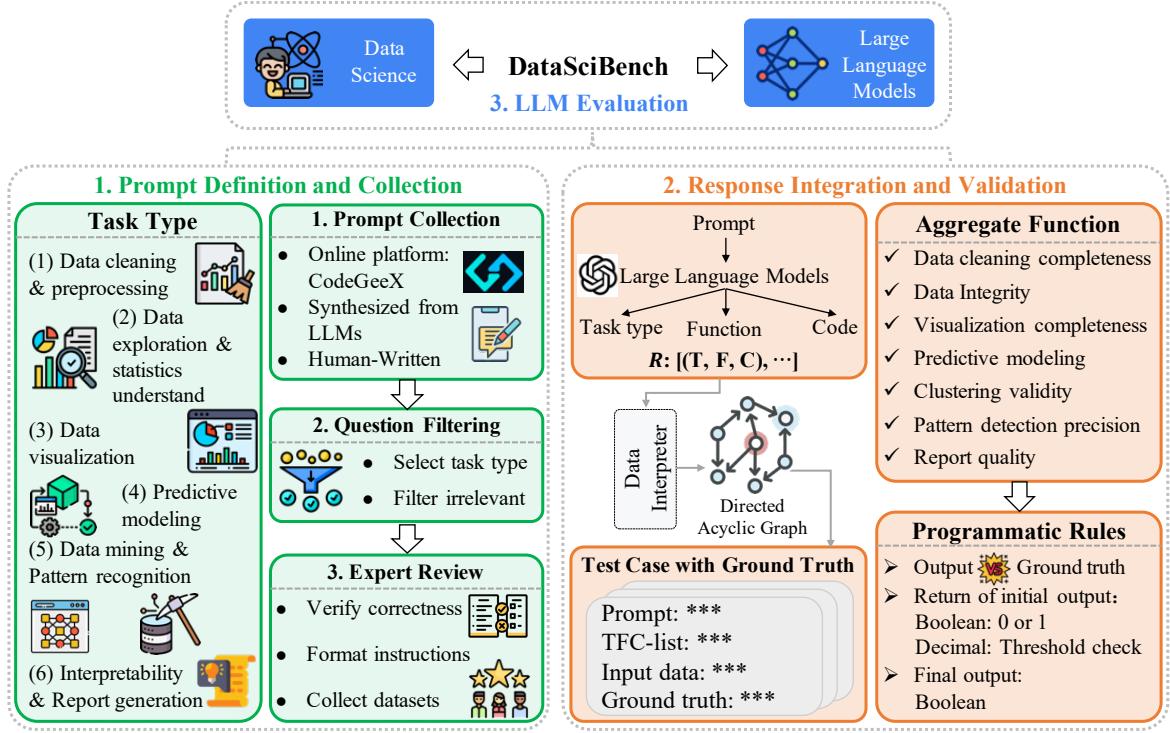 Data
Science
DataSciBench
3. LLM Evaluation
Large
Language
Models
1. Prompt Definition and Collection
Task Type
(1) Data cleaning
& preprocessing
(2) Data
exploration &
statistics
understand
(3) Data
visualization
(4) Predictive
modeling
(5) Data mining &
Pattern recognition
(6) Interpretability
& Report generation
1. Prompt Collection
● Online platform:
CodeGeeX
● Synthesized from
LLMs
● Human-Written
2. Question Filtering
● Select task type
● Filter irrelevant
3. Expert Review
● Verify correctness
● Format instructions
● Collect datasets
2. Response Integration and Validation
Prompt
Large Language Models
Task type Function Code
R: [(T, F, C), ⋯]
Data
Interpreter
Directed
Acyclic Graph
Test Case with Ground Truth
Prompt: ***
TFC-list: ***
Input data: ***
Ground truth: ***
Aggregate Function
✓ Data cleaning completeness
✓ Data Integrity
✓ Visualization completeness
✓ Predictive modeling
✓ Clustering validity
✓ Pattern detection precision
✓ Report quality
Programmatic Rules
➢ Output VS Ground truth
➢ Return of initial output：
Boolean: 0 or 1
Decimal: Threshold check
➢ Final output:
Boolean